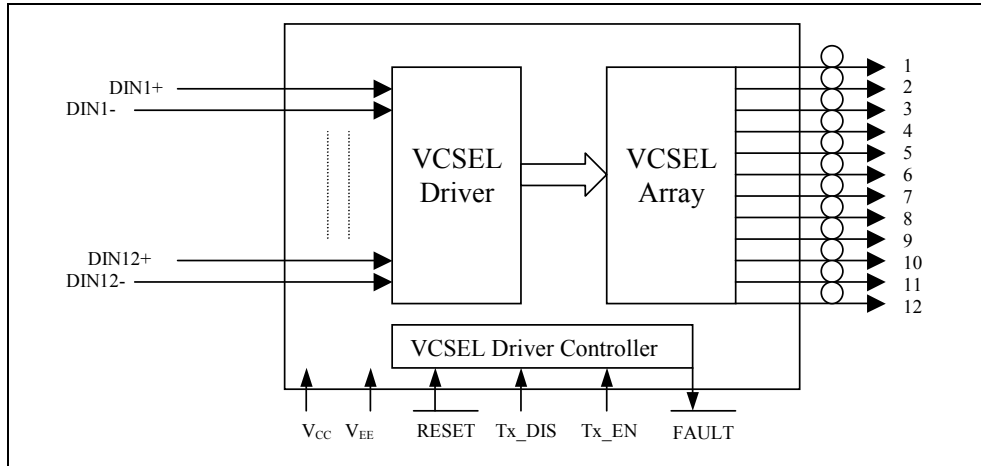 DIN1+
DIN1-
DIN12+
DIN12-
VCSEL
Driver
VCSEL
Array
1
2
3
4
5
6
7
8
9
10
11
12
VCSEL Driver Controller
VCC
VEE
RESET
Tx_DIS
Tx_EN
FAULT